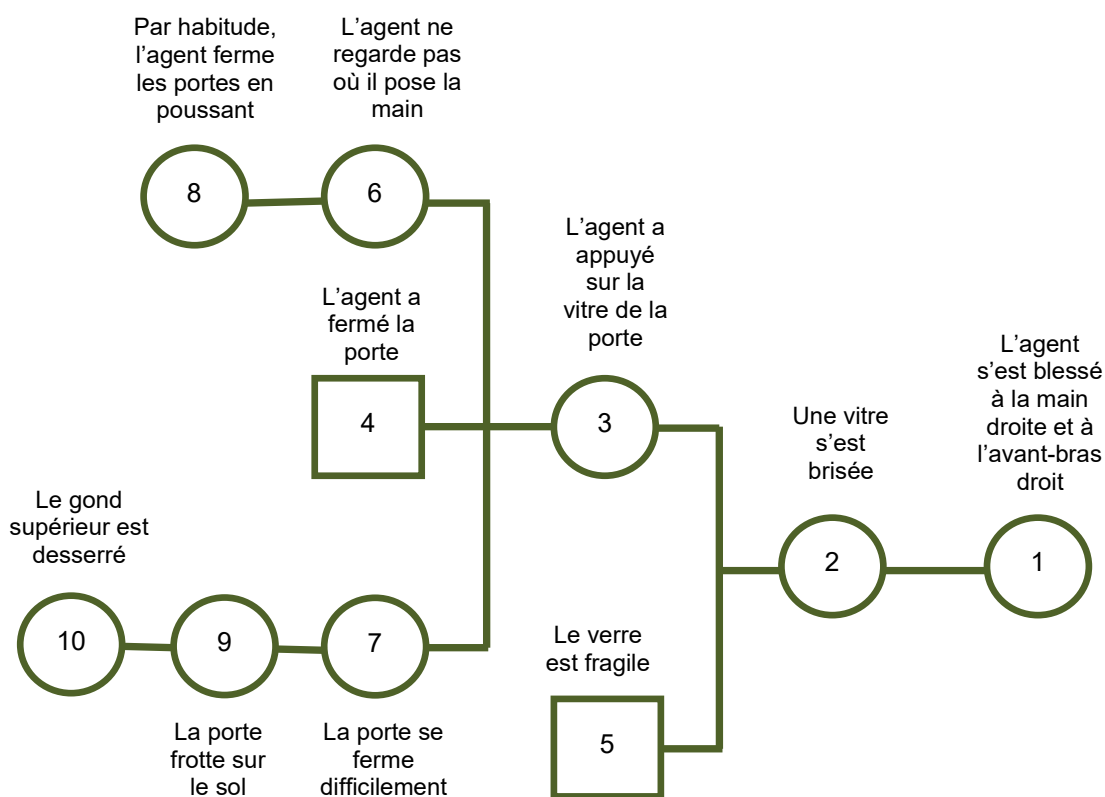 Par habitude,
l'agent ferme
les portes en
poussant
L'agent ne
regarde pas
où il pose la
main
8
6
L'agent a
appuyé
sur la
vitre de la
porte
L'agent a
fermé la
porte
4
3
L'agent
s'est blessé
à la main
droite et à
l'avant-bras
droit
Une vitre
s'est
brisée
2
1
Le gond
supérieur est
desserré
10
9
7
Le verre
est fragile
5
La porte
frotte sur
le sol
La porte se
ferme
difficilement